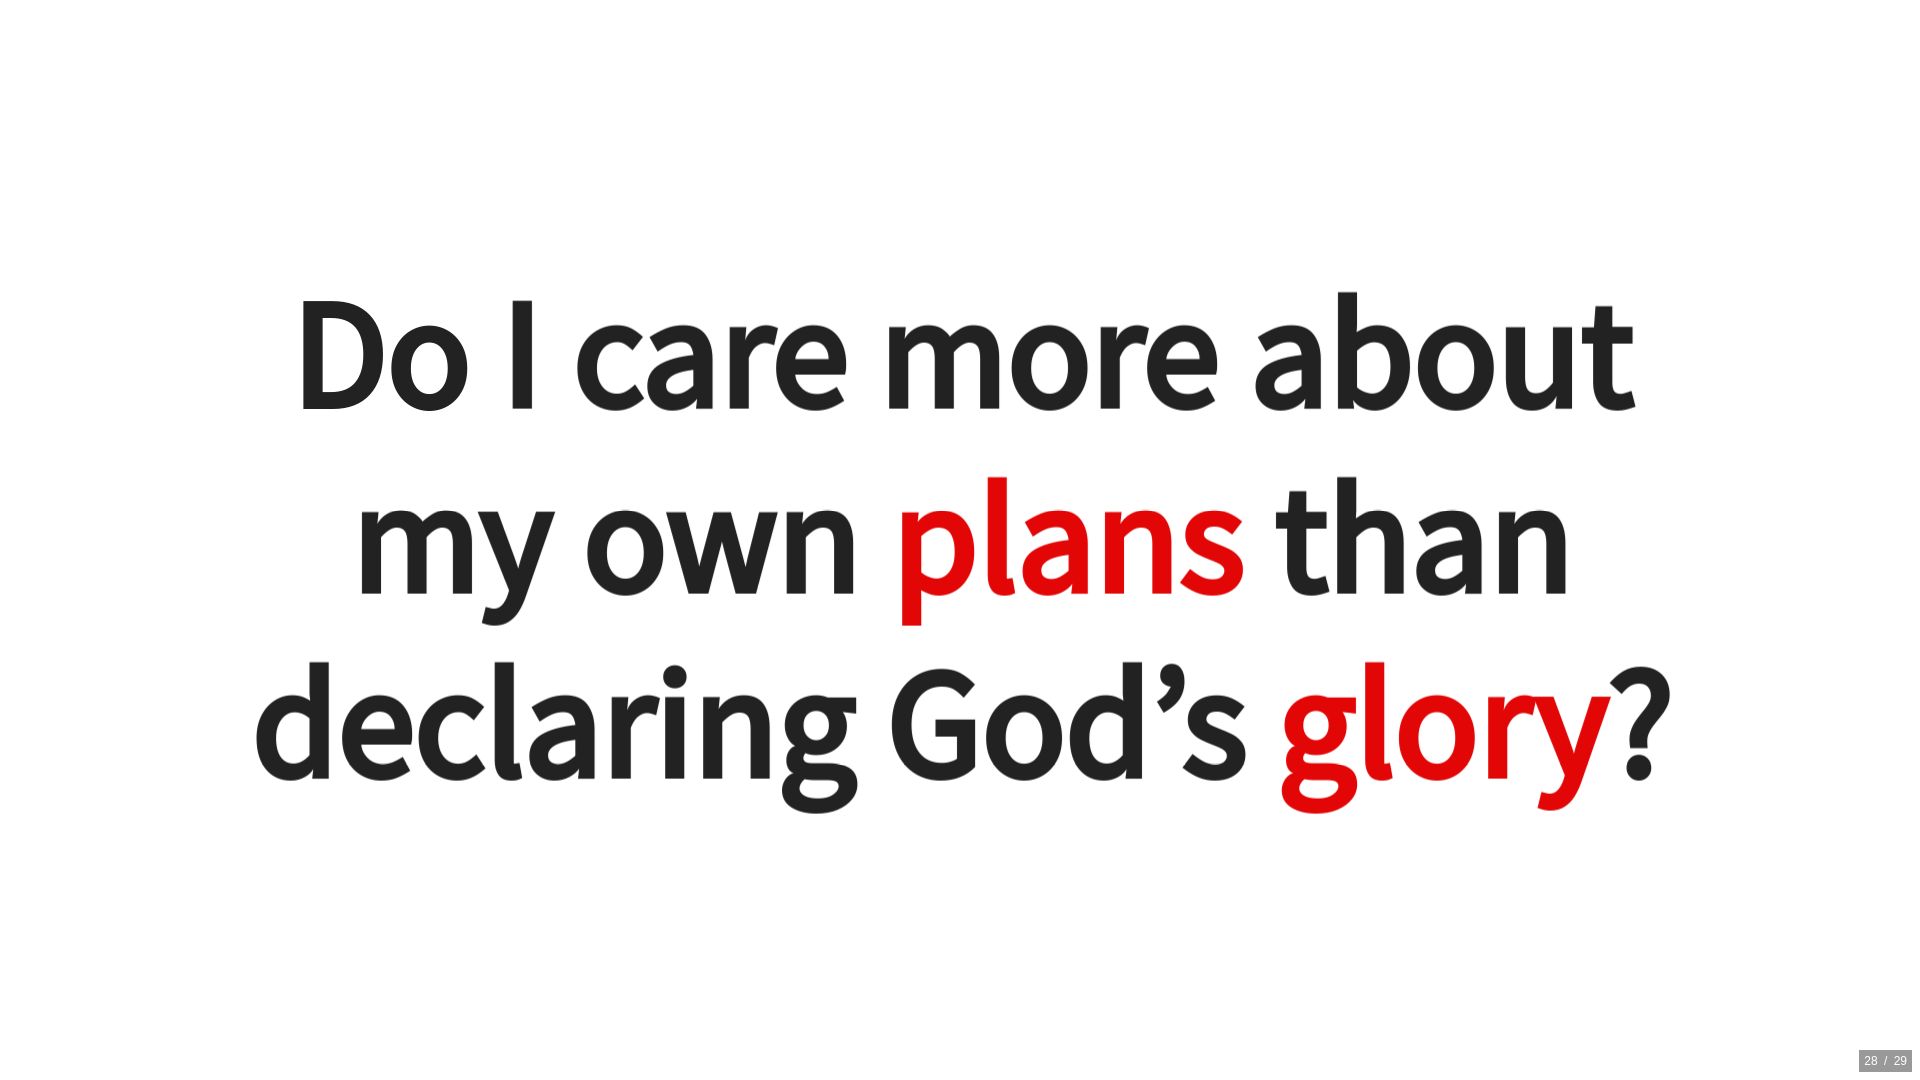 Do I care more about
my own plans than
declaring God’s glory?
28 / 29